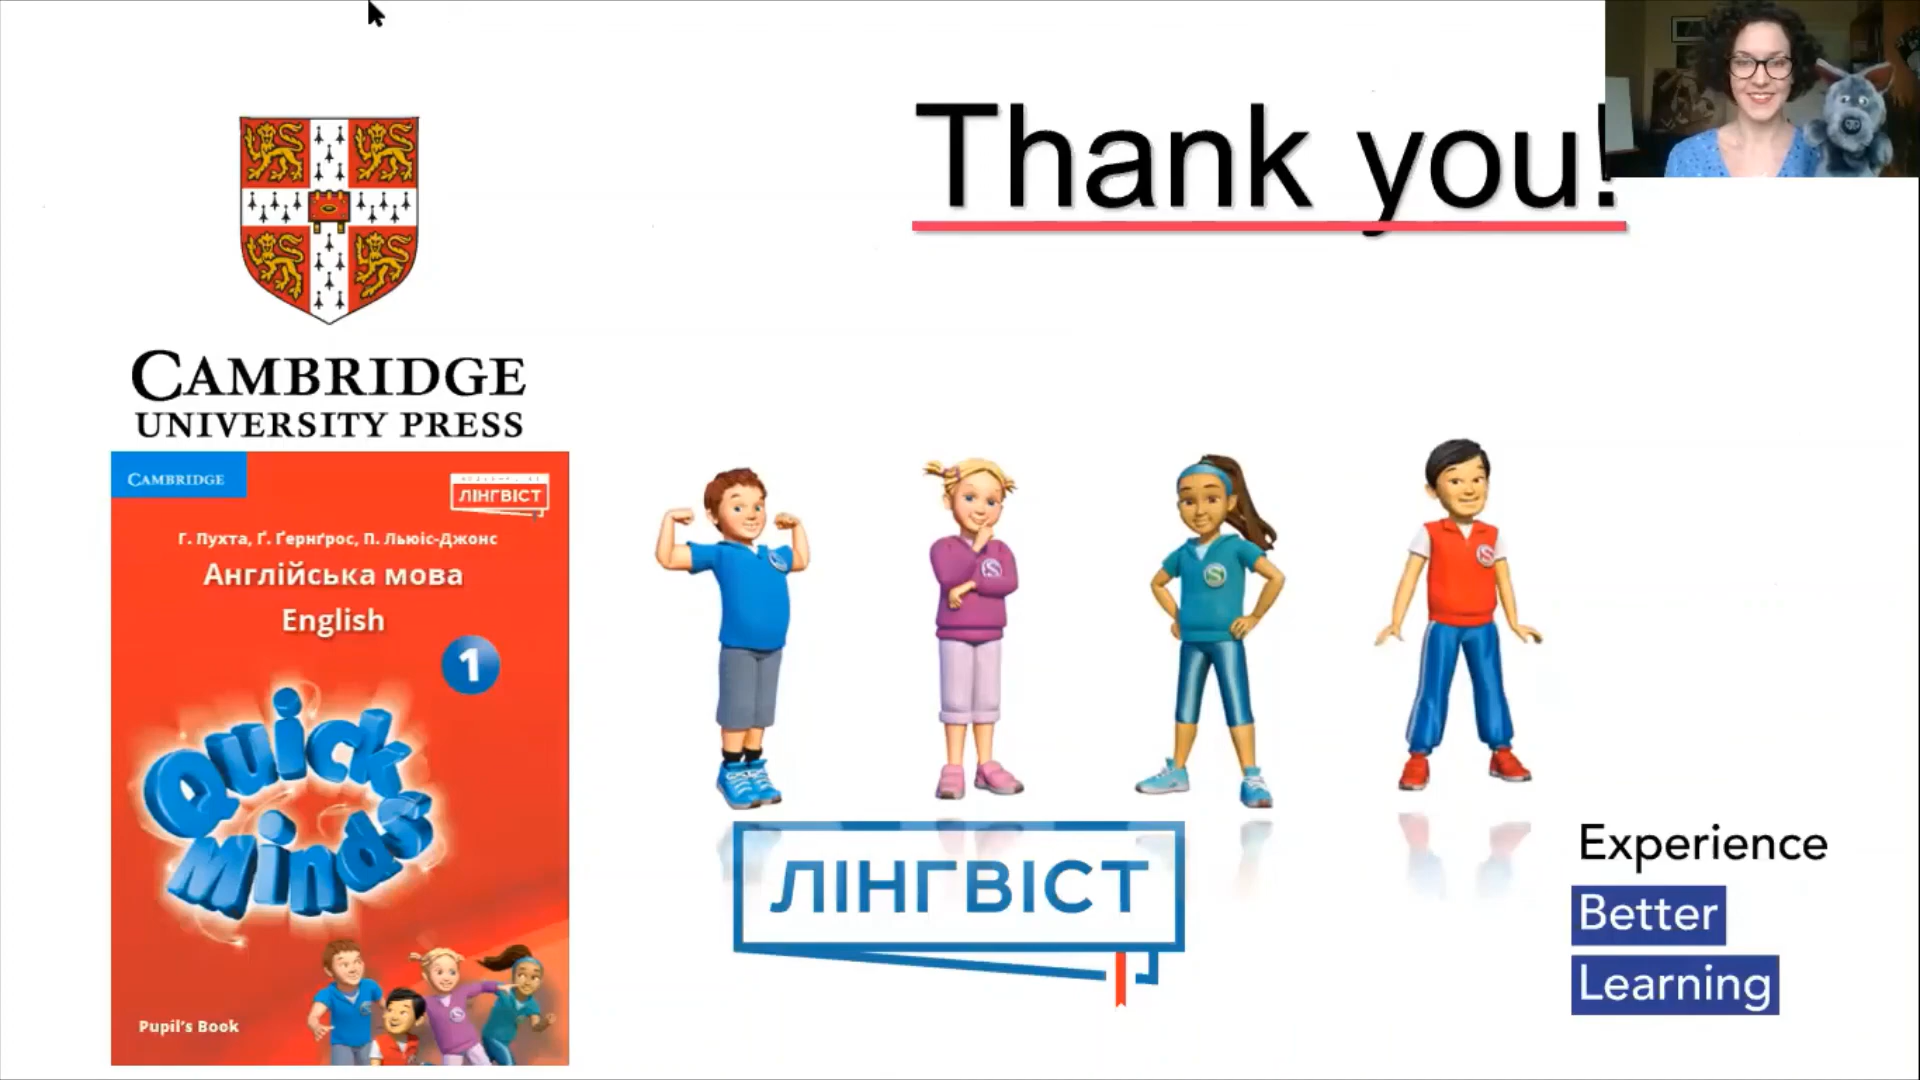 Thank you!
CAMBRIDGE
UNIVERSITY PRESS
CAMBRIDGE
ЛІНГВІСТ
Г. Пухта, Ґ. Ґернґрос, П. Льюіс-Джонс
Англійська мова
English
1
Quick
Minds
Pupil's Book
ЛІНГВІСТ
Experience
Better
Learning